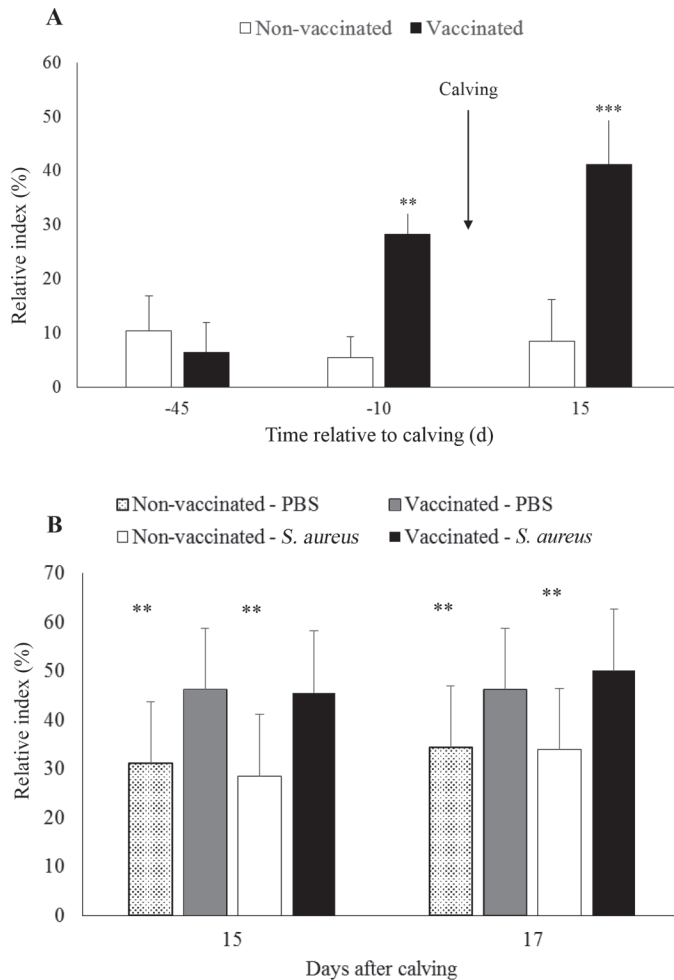 A
Non-vaccinated Vaccinated
60
50
40
30
20
10
0
Relative index (%)
Calving
**
***
-45 -10 15
Time relative to calving (d)
B
Non-vaccinated - PBS Vaccinated - PBS
Non-vaccinated - S. aureus Vaccinated - S. aureus
70
60
50
40
30
20
10
0
Relative index (%)
** ** ** **
15 17
Days after calving